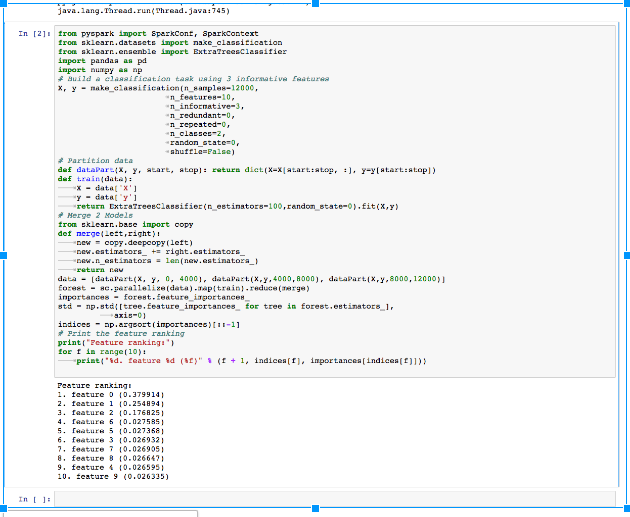 java.lang.Thread.run(Thread.java:745)
In [2]: from pyspark import SparkConf, SparkContext
from sklearn.datasets import make_classification
from sklearn.ensemble import ExtraTreesClassifier
import pandas as pd
import numpy as np
# Build a classification task using 3 informative features
X, y = make_classification(n_samples=12000,
n_features=10,
n_informative=3,
n_redundant=0,
n_repeated=0,
n_classes=2,
random_state=0,
shuffle=False)
# Partition data
def dataPart(X, y, start, stop): return dict(X=X[start:stop, :], y=y[start:stop])
def train(data):
X = data['X']
y = data['y']
return ExtraTreesClassifier(n_estimators=100,random_state=0).fit(X,y)
# Merge 2 Models
from sklearn.base import copy
def merge(left,right):
new = copy.deepcopy(left)
new.estimators_ += right.estimators_
new.n_estimators = len(new.estimators_)
return new
data = [dataPart(X, y, 0, 4000), dataPart(X,y,4000,8000), dataPart(X,y,8000,12000)]
forest = sc.parallelize(data).map(train).reduce(merge)
importances = forest.feature_importances_
std = np.std([tree.feature_importances_ for tree in forest.estimators_],
axis=0)
indices = np.argsort(importances)[::-1]
# Print the feature ranking
print("Feature ranking:")
for f in range(10):
print("%d. feature %d (%f)" % (f + 1, indices[f], importances[indices[f]]))
Feature ranking:
1. feature 0 (0.379914)
2. feature 1 (0.254894)
3. feature 2 (0.176825)
4. feature 6 (0.027585)
5. feature 5 (0.027368)
6. feature 3 (0.026932)
7. feature 7 (0.026905)
8. feature 8 (0.026647)
9. feature 4 (0.026595)
10. feature 9 (0.026335)
In [ ]: